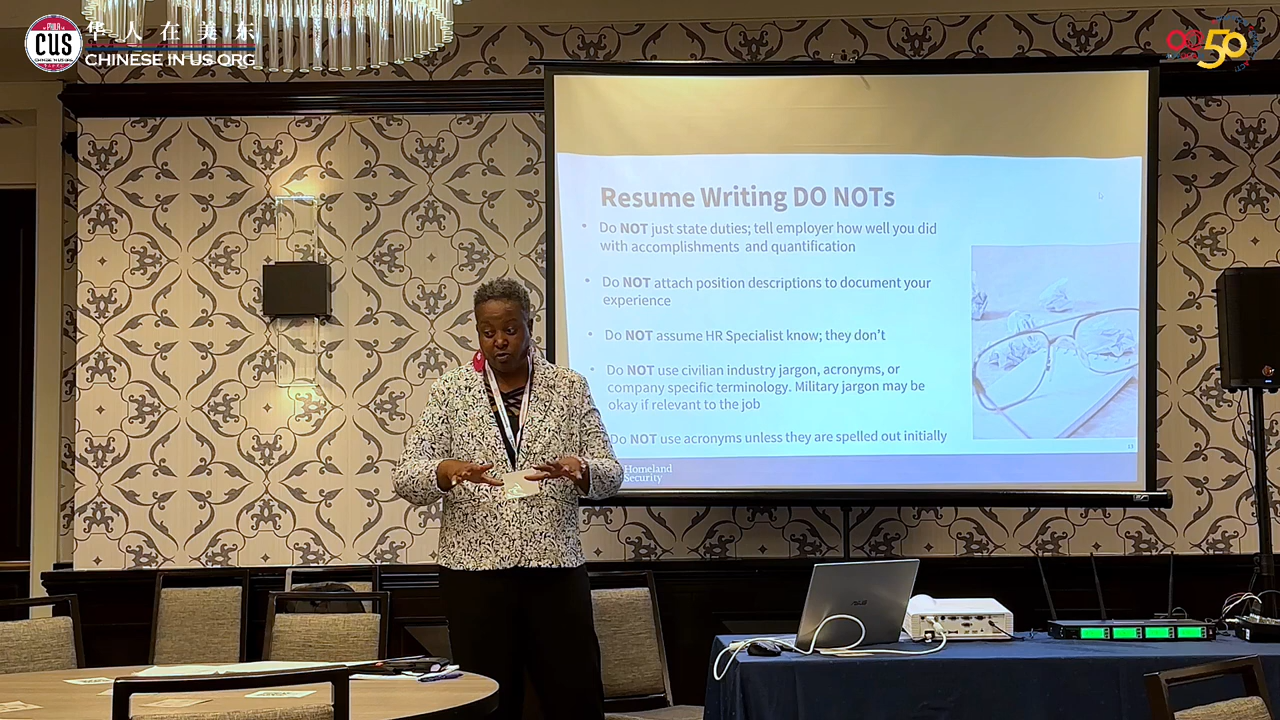 CUS
华人在美东
CHINESE IN US.ORG
50
Resume Writing DO NOTs
• Do NOT just state duties; tell employer how well you did
with accomplishments and quantification
• Do NOT attach position descriptions to document your
experience
• Do NOT assume HR Specialist know; they don't
• Do NOT use civilian industry jargon, acronyms, or
company specific terminology. Military jargon may be
okay if relevant to the job
Do NOT use acronyms unless they are spelled out initially
13
Homeland
Security
ASUS